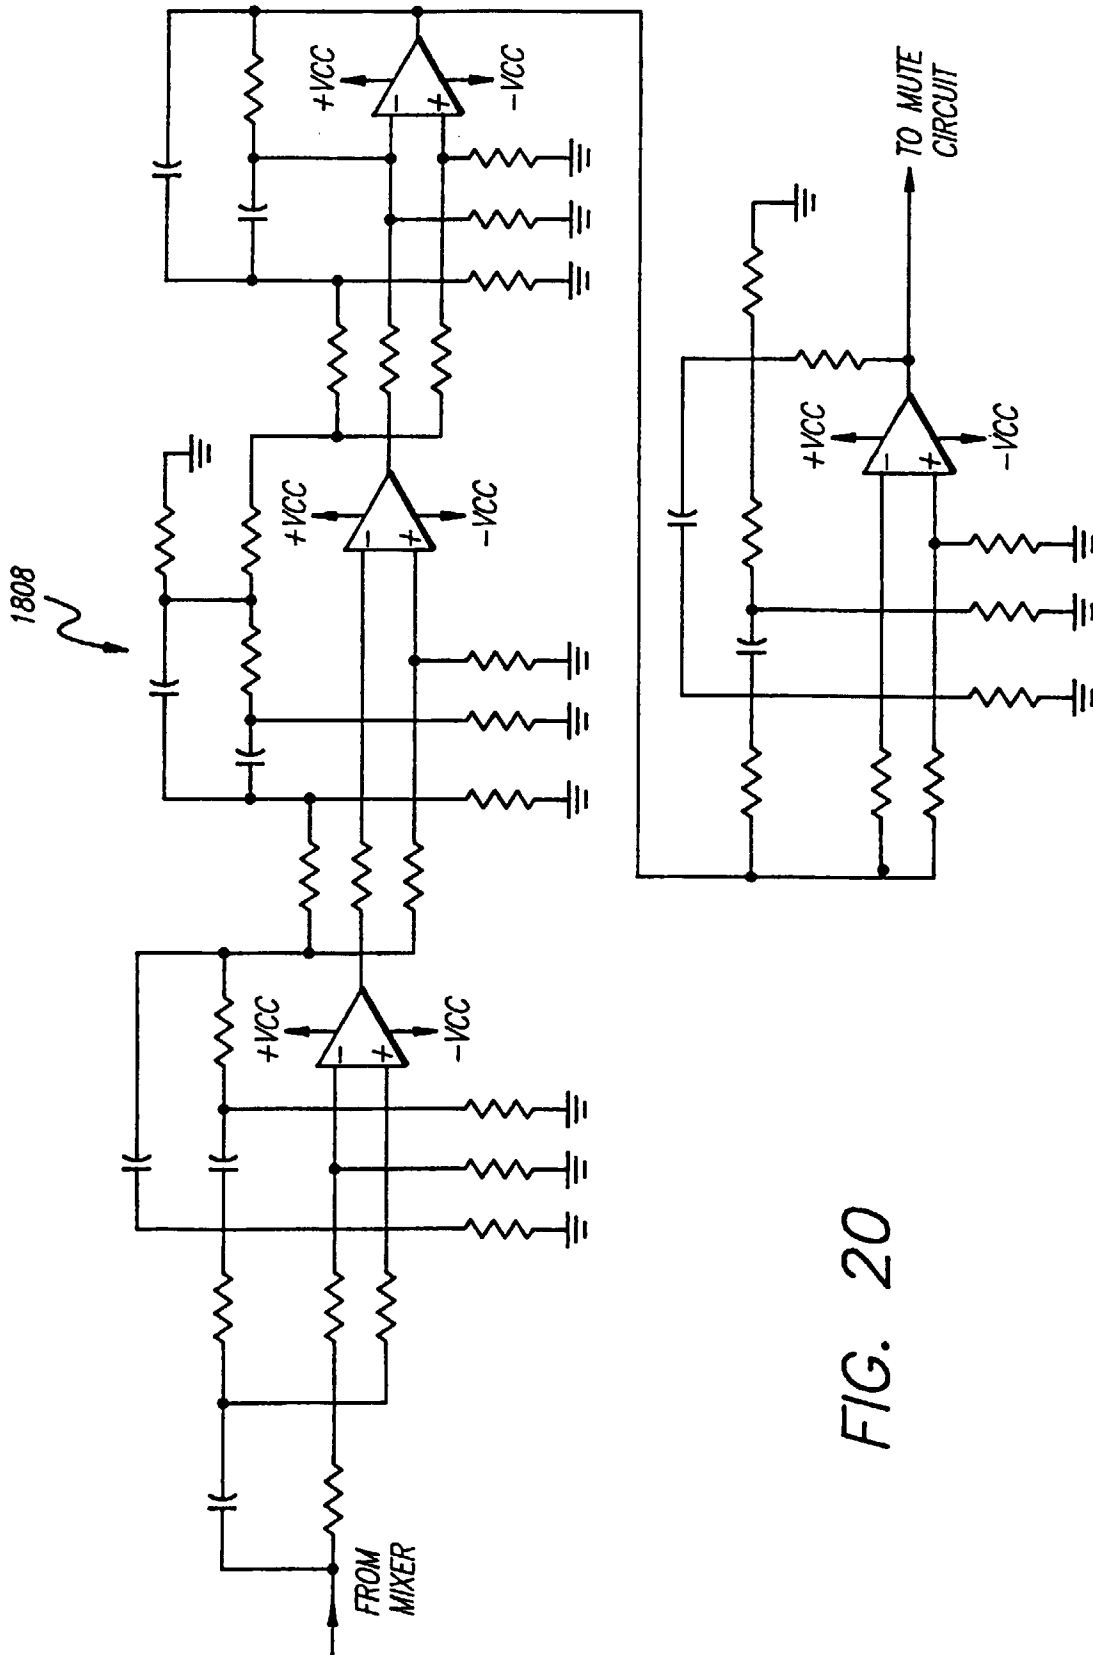 1808
FROM
MIXER
+VCC
-VCC
+VCC
-VCC
+VCC
-VCC
+VCC
-VCC
TO MUTE
CIRCUIT
FIG. 20